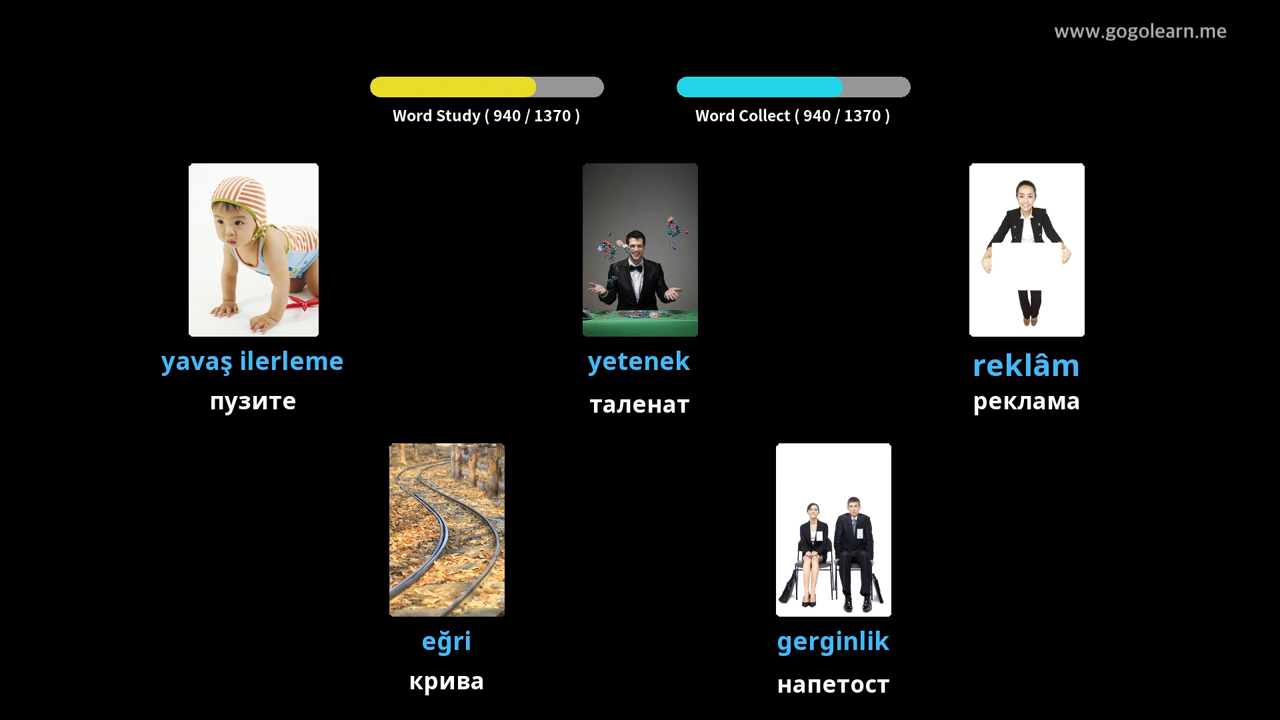 www.gogolearn.me
Word Study ( 940 / 1370 )
Word Collect ( 940 / 1370 )
yavaş ilerleme
пузите
yetenek
таленат
reklâm
реклама
eğri
крива
gerginlik
напетост